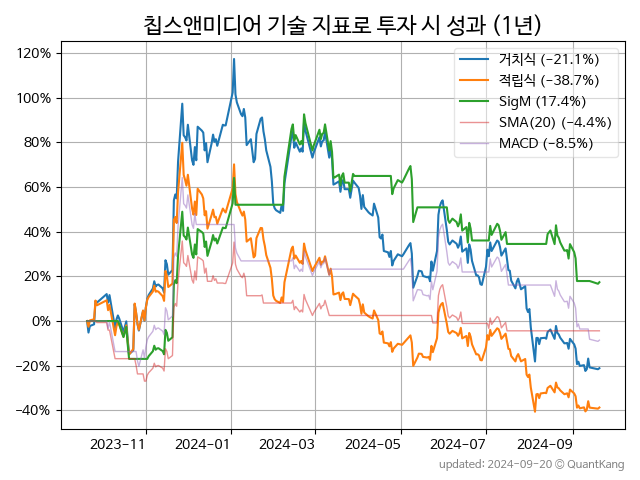 칩스앤미디어 기술 지표로 투자 시 성과 (1년)
120%
100%
80%
60%
40%
20%
0%
−20%
−40%
거치식 (−21.1%)
적립식 (−38.7%)
SigM (17.4%)
SMA(20) (−4.4%)
MACD (−8.5%)
2023−11
2024−01
2024−03
2024−05
2024−07
2024−09
updated: 2024−09−20 © QuantKang